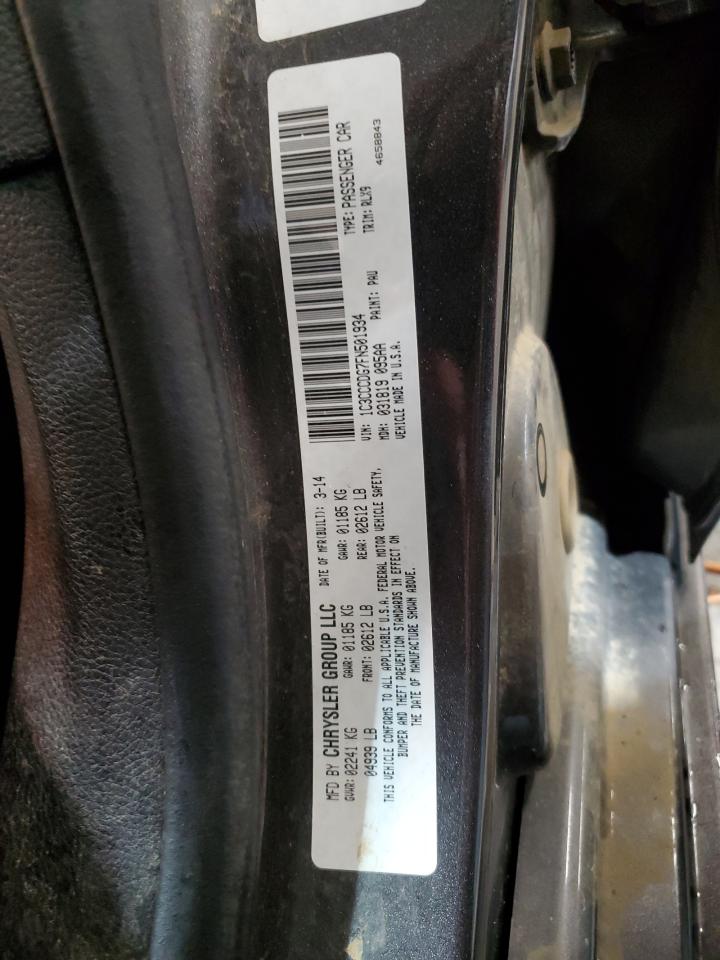 MFD BY CHRYSLER GROUP LLC DATE OF MFR(BUILT): 3-14
GVWR: 02241 KG GAWR: 01185 KG GAWR: 01185 KG
04939 LB FRONT: 02612 LB REAR: 02612 LB
THIS VEHICLE CONFORMS TO ALL APPLICABLE U.S.A. FEDERAL MOTOR VEHICLE SAFETY,
BUMPER AND THEFT PREVENTION STANDARDS IN EFFECT ON
THE DATE OF MANUFACTURE SHOWN ABOVE.
VIN: 1C3CCCDG7FN501934 TYPE: PASSENGER CAR
MDH: 031819 095AA PAINT: PAU TRIM: RLX9
VEHICLE MADE IN U.S.A. 4658843